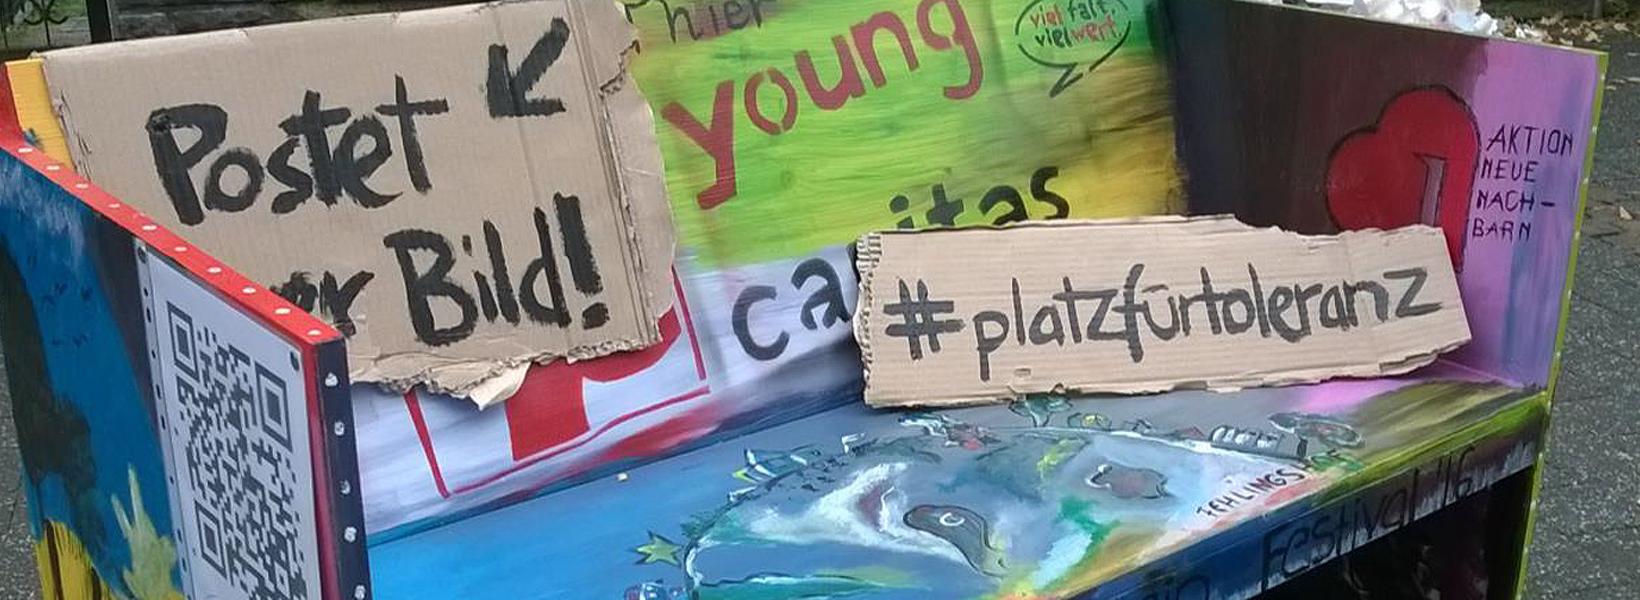 Postet
Bild!
hier
young
caritas
viel falt.
viel wert.
#platzfürtoleranz
AKTION
NEUE
NACH-
BARN
Festival 16